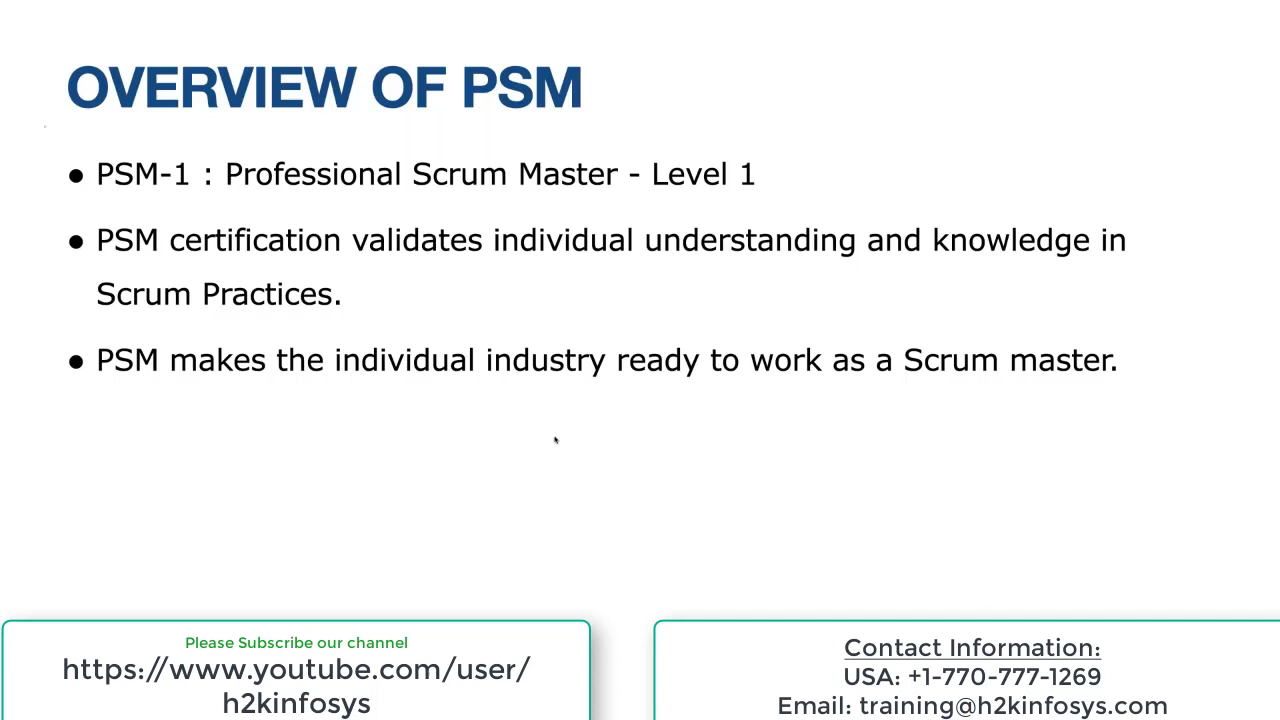 OVERVIEW OF PSM
● PSM-1 : Professional Scrum Master - Level 1
● PSM certification validates individual understanding and knowledge in
Scrum Practices.
● PSM makes the individual industry ready to work as a Scrum master.
Please Subscribe our channel
https://www.youtube.com/user/
h2kinfosys
Contact Information:
USA: +1-770-777-1269
Email: training@h2kinfosys.com